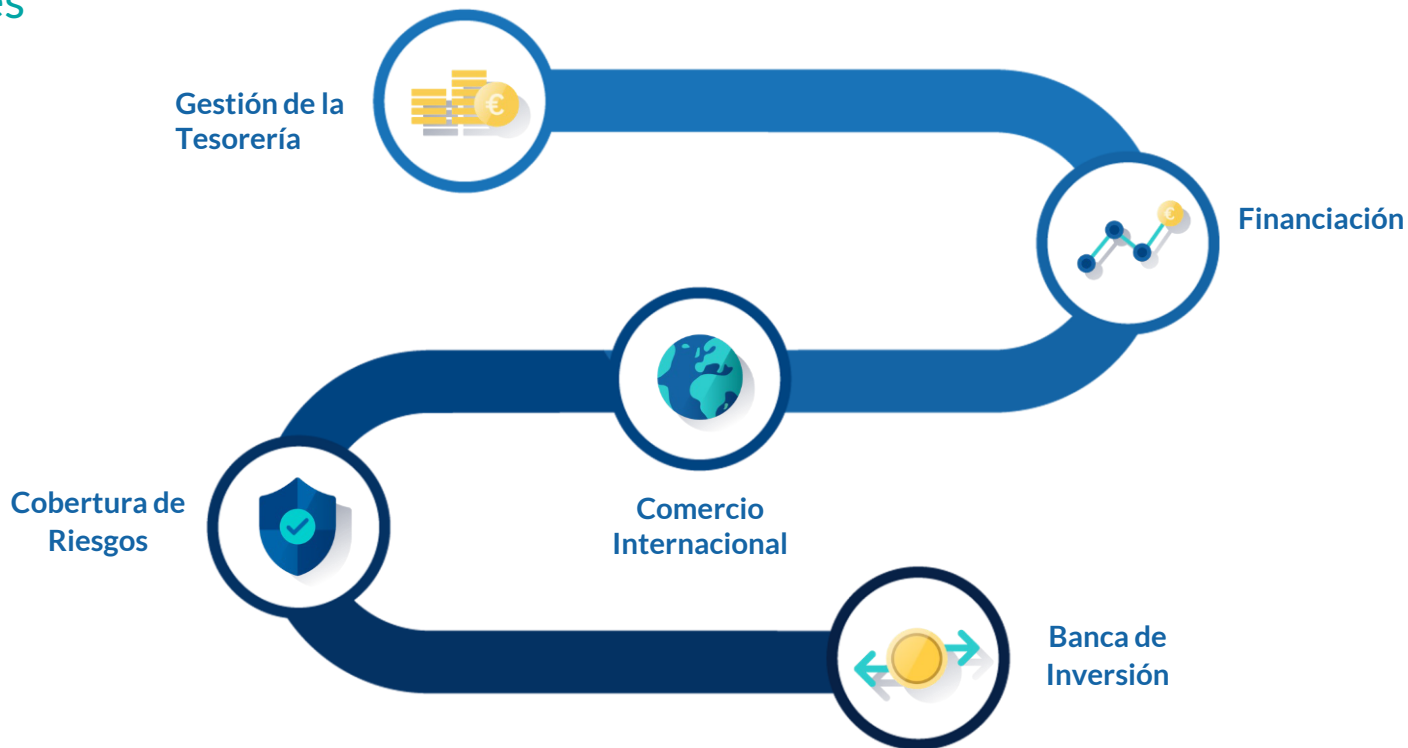 Gestión de la
Tesorería
€
€
Financiación
Comercio
Internacional
Cobertura de
Riesgos
Banca de
Inversión